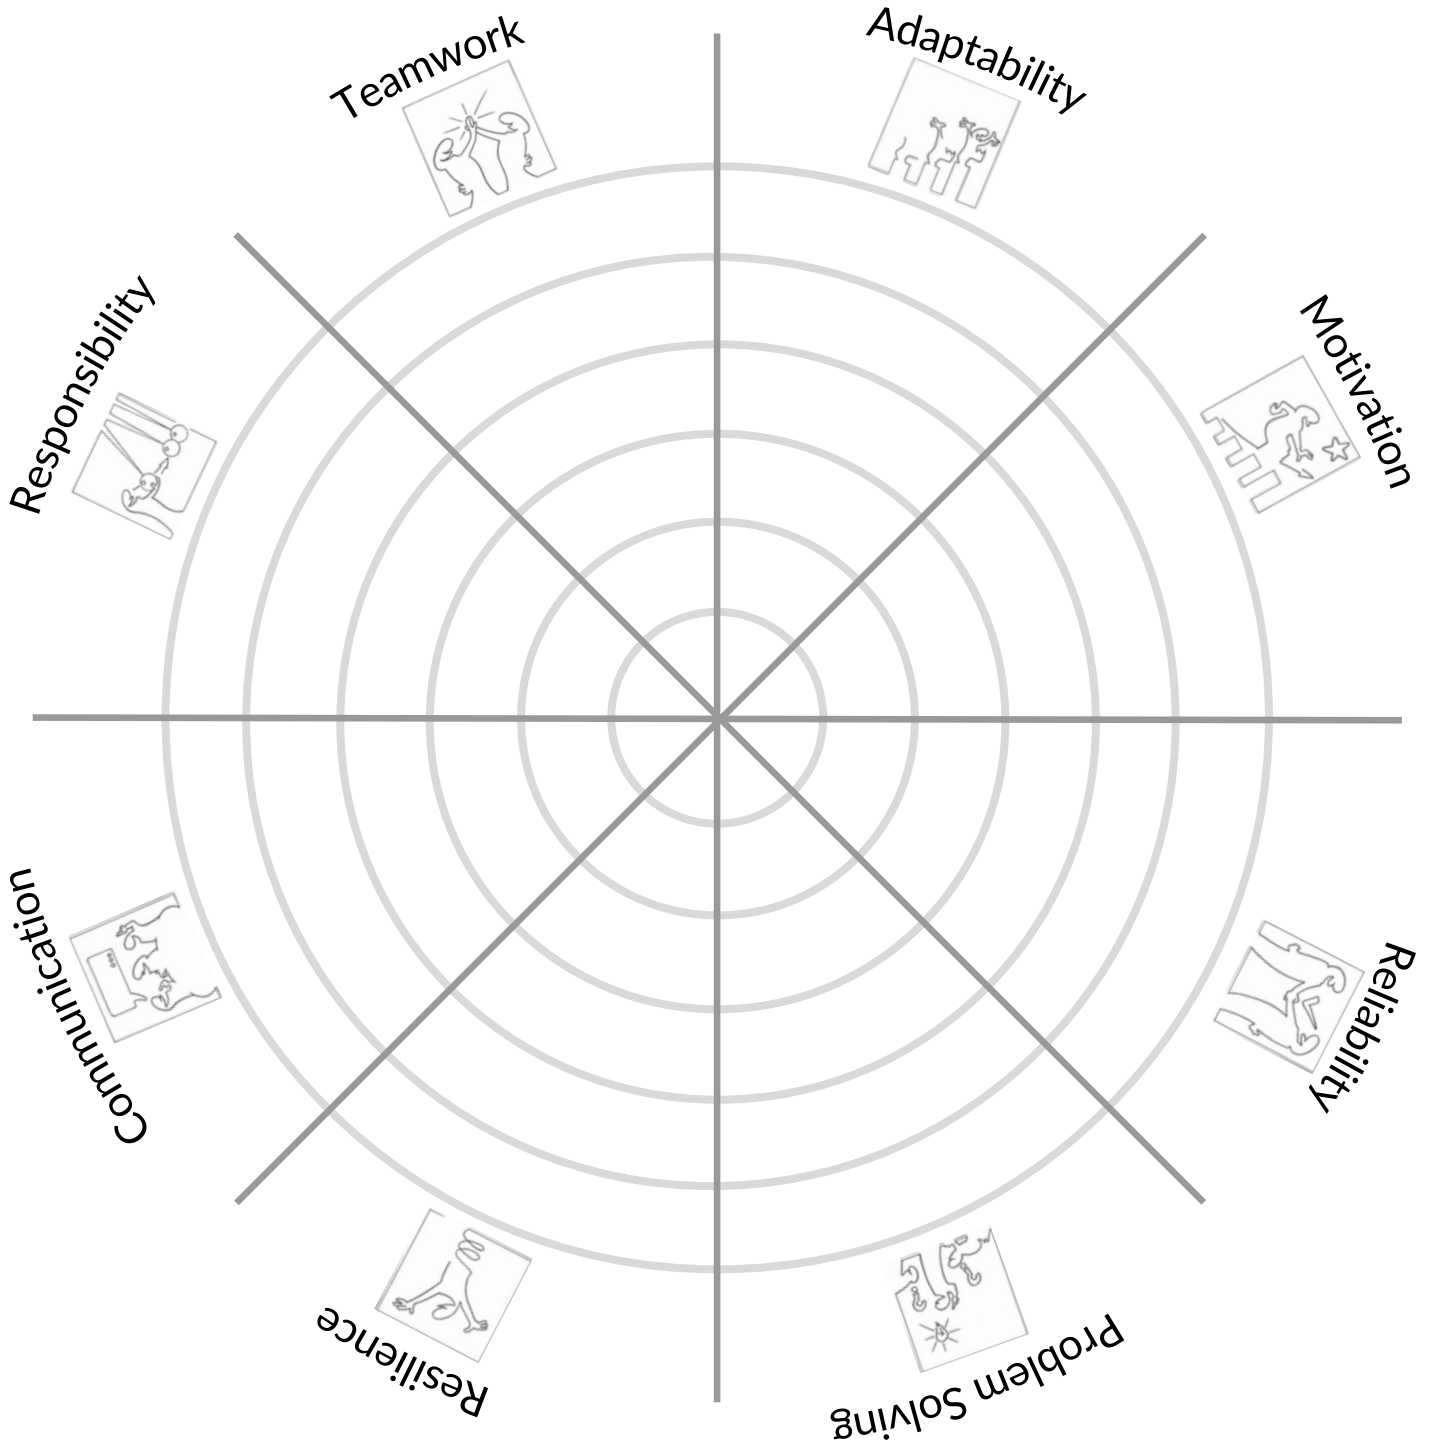 Teamwork
Adaptability
Motivation
Reliability
Problem Solving
Resilience
Communication
Responsibility